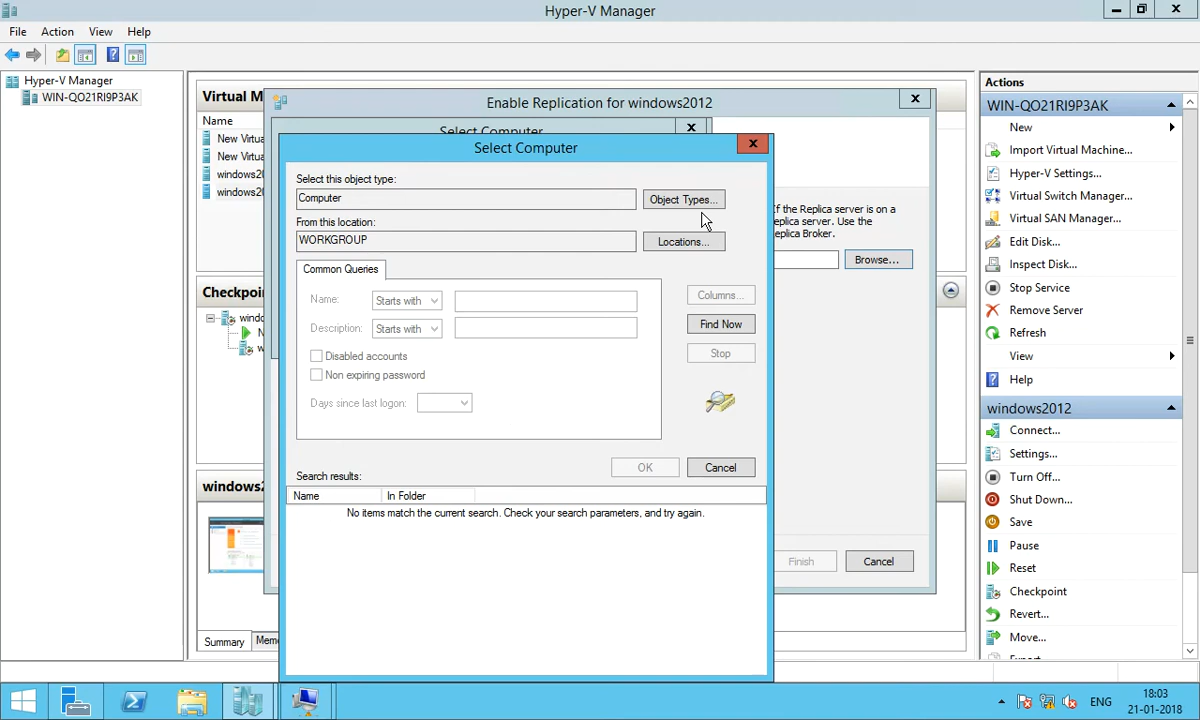 Hyper-V Manager
File Action View Help
Hyper-V Manager
WIN-QO21RI9P3AK
Virtual M
Name
New Virtua
New Virtua
windows20
windows20
Checkpoin
windo
N
w
windows2
Summary Mem
Enable Replication for windows2012
If the Replica server is on a
eplica server. Use the
eplica Broker.
Browse...
Finish Cancel
Select Computer
Select Computer
Select this object type:
Computer
Object Types...
From this location:
WORKGROUP
Locations...
Common Queries
Name: Starts with
Description: Starts with
Disabled accounts
Non expiring password
Days since last logon:
Columns...
Find Now
Stop
OK Cancel
Search results:
Name In Folder
No items match the current search. Check your search parameters, and try again.
Actions
WIN-QO21RI9P3AK
New
Import Virtual Machine...
Hyper-V Settings...
Virtual Switch Manager...
Virtual SAN Manager...
Edit Disk...
Inspect Disk...
Stop Service
Remove Server
Refresh
View
Help
windows2012
Connect...
Settings...
Turn Off...
Shut Down...
Save
Pause
Reset
Checkpoint
Revert...
Move...
Export...
ENG
18:03
21-01-2018